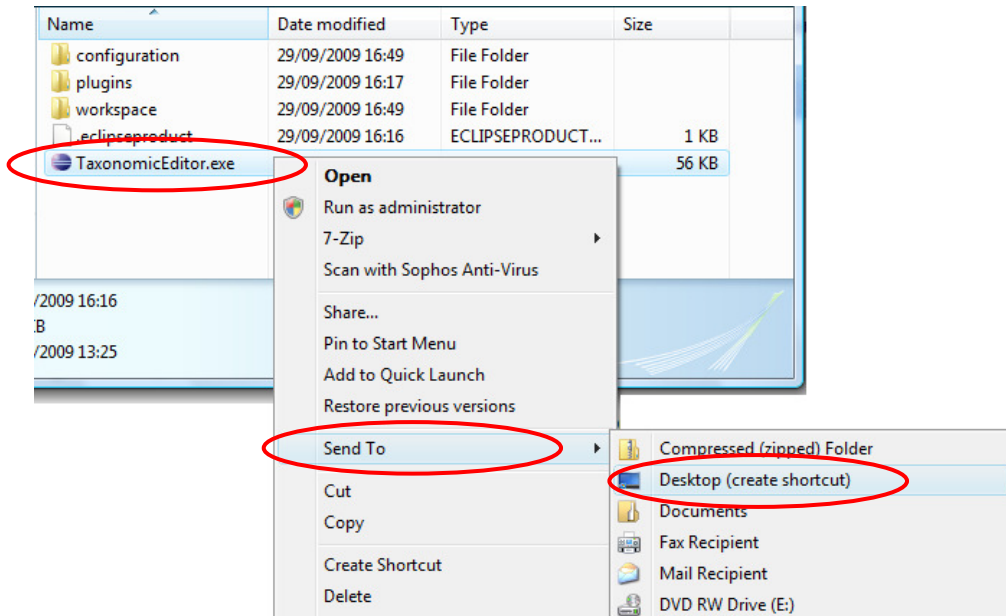 Name Date modified Type Size
configuration 29/09/2009 16:49 File Folder
plugins 29/09/2009 16:17 File Folder
workspace 29/09/2009 16:49 File Folder
.eclipseproduct 29/09/2009 16:16 ECLIPSEPRODUCT... 1 KB
TaxonomicEditor.exe 56 KB
Open
Run as administrator
7-Zip
Scan with Sophos Anti-Virus
/2009 16:16
/2009 13:25
Share...
Pin to Start Menu
Add to Quick Launch
Restore previous versions
Send To
Cut
Copy
Create Shortcut
Delete
Compressed (zipped) Folder
Desktop (create shortcut)
Documents
Fax Recipient
Mail Recipient
DVD RW Drive (E:)